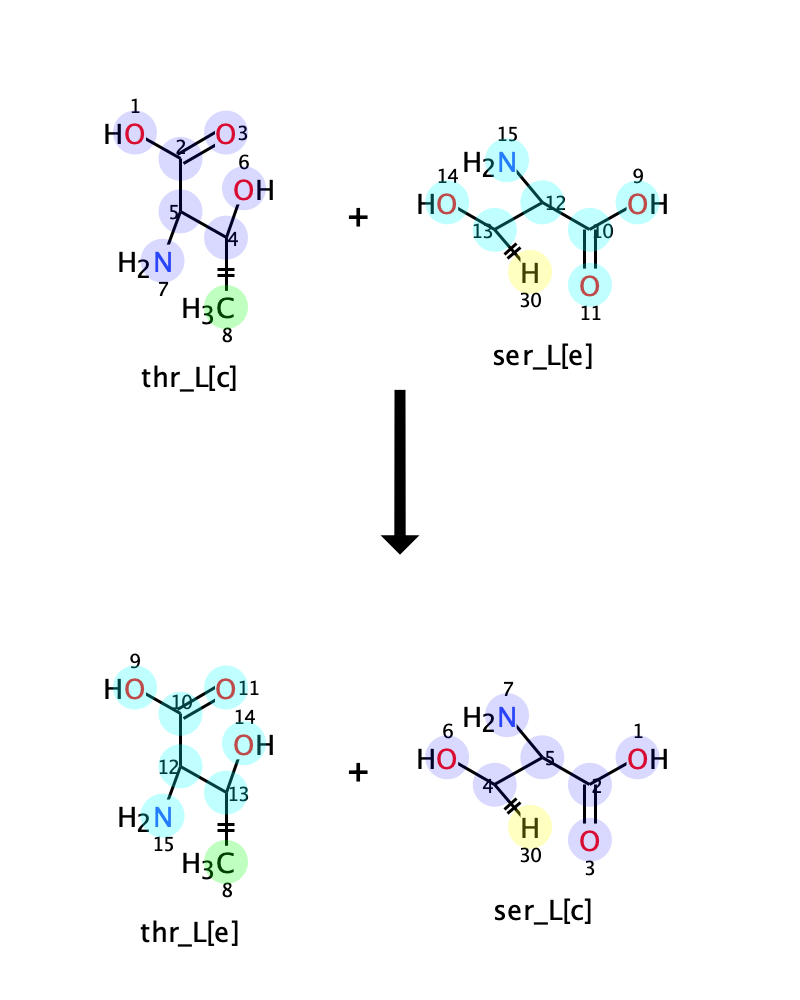 1
HO
2
O 3
6
OH
5
4
H2N
7
H3C
8
thr_L[c]
+
15
H2N
14
HO
12
9
OH
13
10
H
30
O
11
ser_L[e]
9
HO
10
O 11
14
OH
12
13
H2N
15
H3C
8
thr_L[e]
+
7
H2N
6
HO
5
1
OH
4
2
H
30
O
3
ser_L[c]